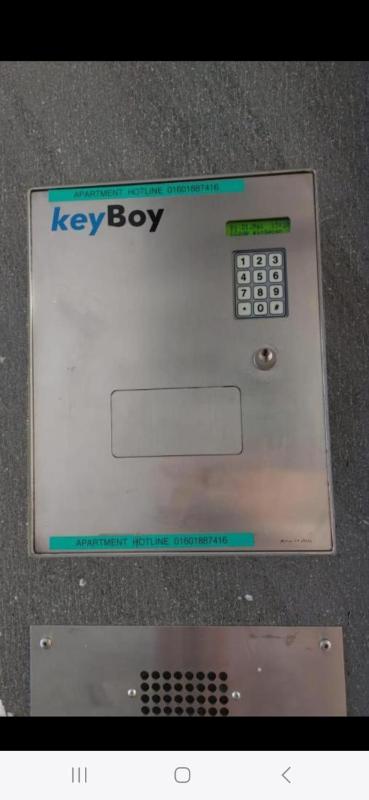 APARTMENT HOTLINE 01601887416
keyBoy
1 2 3
4 5 6
7 8 9
* 0 #
APARTMENT HOTLINE 01601887416